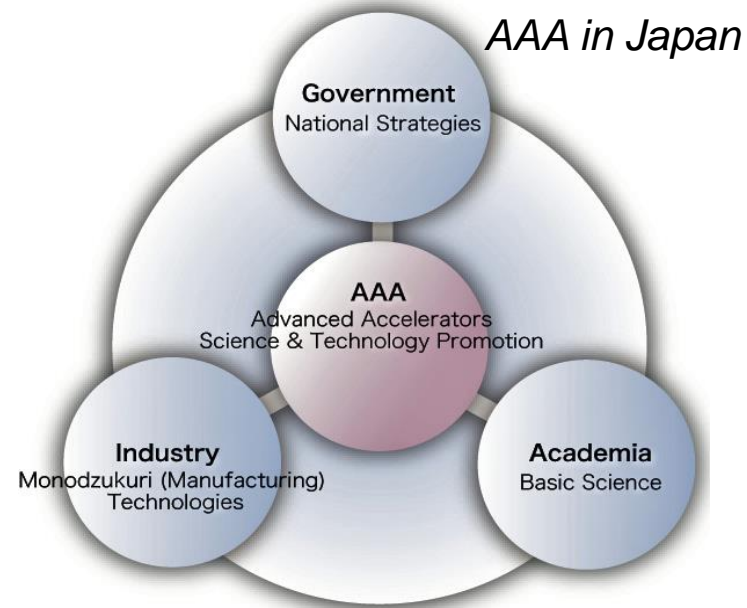 AAA in Japan
Government
National Strategies
AAA
Advanced Accelerators
Science & Technology Promotion
Industry
Monodzukuri (Manufacturing)
Technologies
Academia
Basic Science